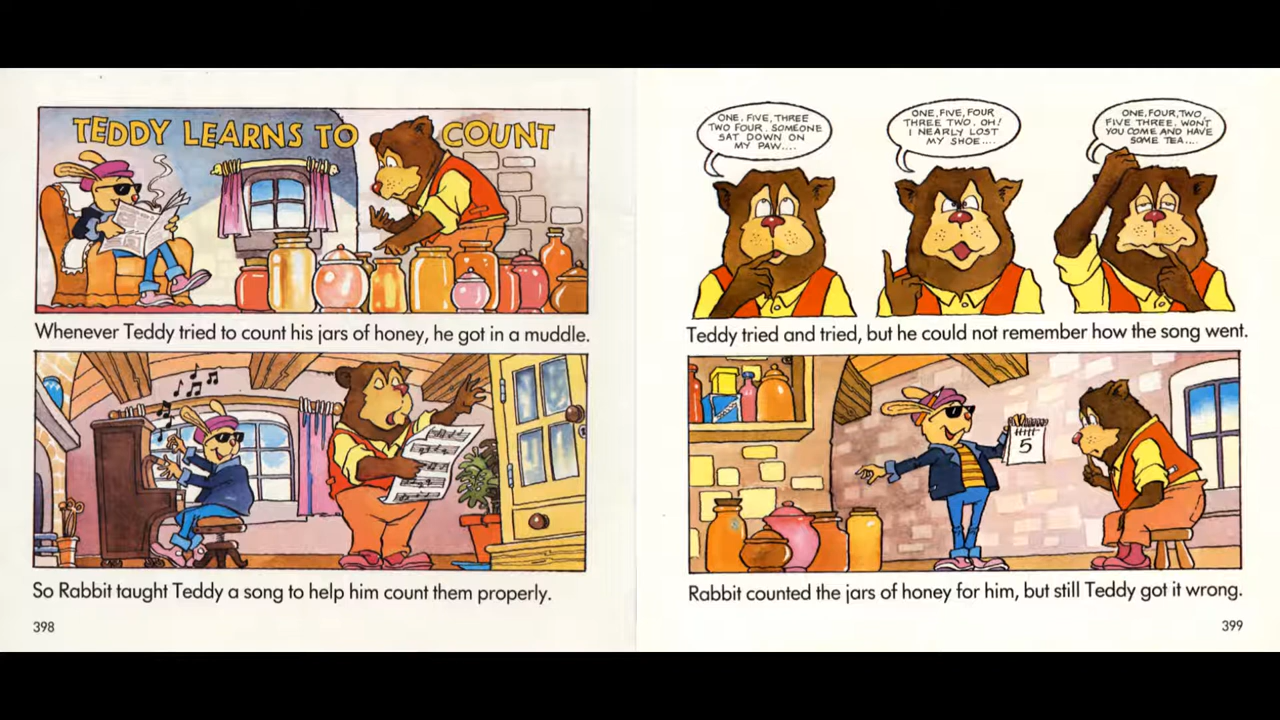 TEDDY LEARNS TO COUNT
Whenever Teddy tried to count his jars of honey, he got in a muddle.
So Rabbit taught Teddy a song to help him count them properly.
398
ONE, FIVE, THREE
TWO FOUR. SOMEONE
SAT DOWN ON
MY PAW....
ONE, FIVE, FOUR
THREE TWO. OH!
I NEARLY LOST
MY SHOE....
ONE, FOUR, TWO,
FIVE THREE. WON'T
YOU COME AND HAVE
SOME TEA....
Teddy tried and tried, but he could not remember how the song went.
5
Rabbit counted the jars of honey for him, but still Teddy got it wrong.
399